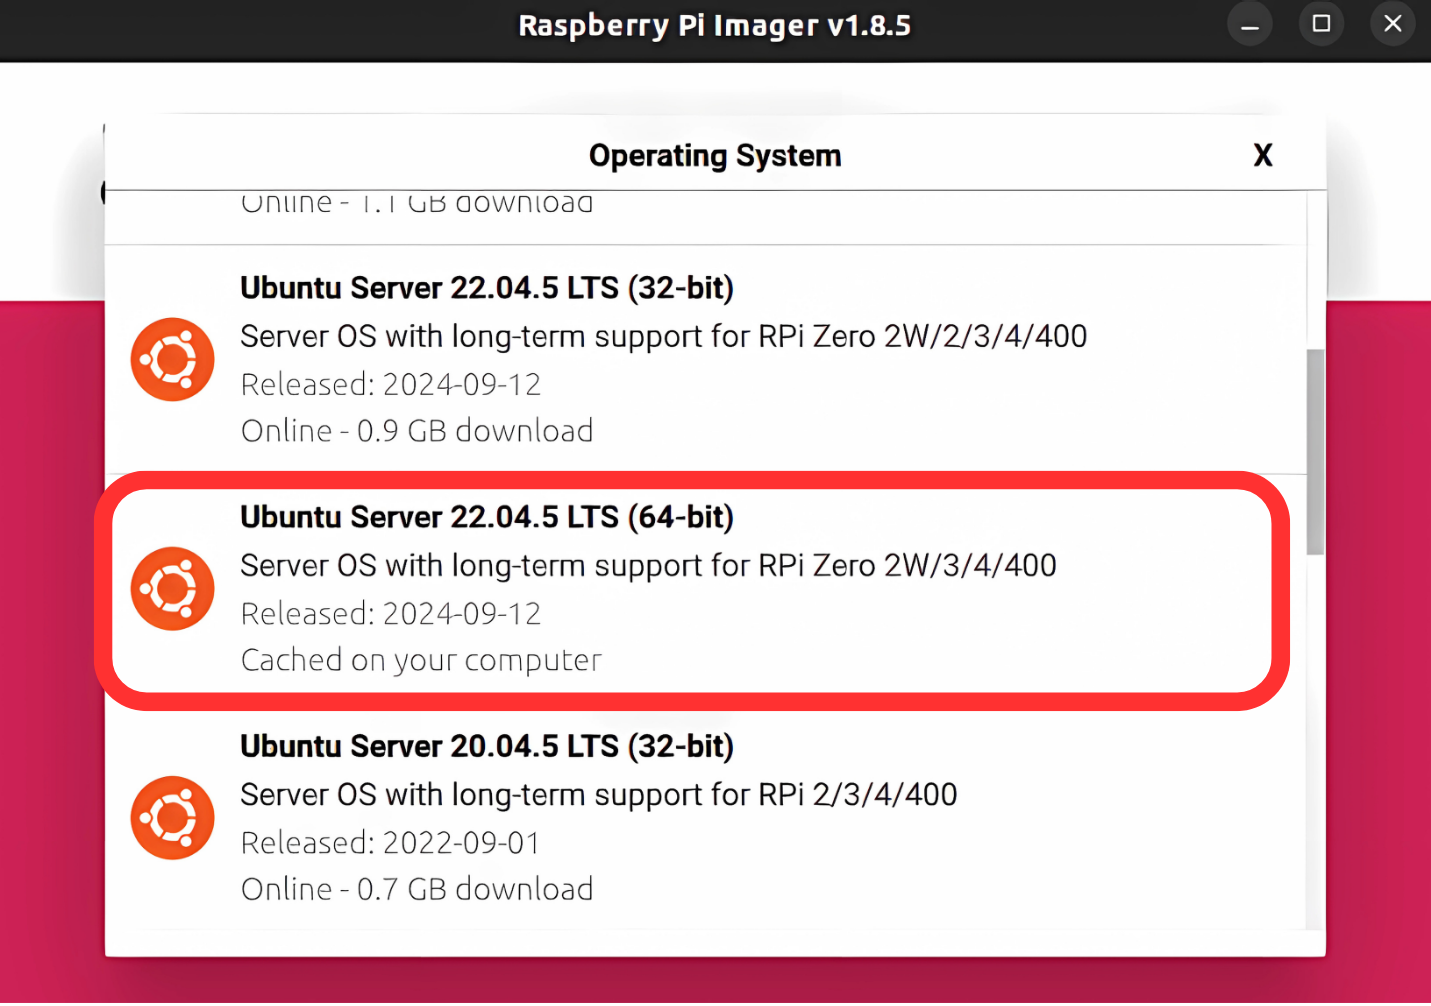 Raspberry Pi Imager v1.8.5
Operating System
X
Online - 1.1 GB download
Ubuntu Server 22.04.5 LTS (32-bit)
Server OS with long-term support for RPi Zero 2W/2/3/4/400
Released: 2024-09-12
Online - 0.9 GB download
Ubuntu Server 22.04.5 LTS (64-bit)
Server OS with long-term support for RPi Zero 2W/3/4/400
Released: 2024-09-12
Cached on your computer
Ubuntu Server 20.04.5 LTS (32-bit)
Server OS with long-term support for RPi 2/3/4/400
Released: 2022-09-01
Online - 0.7 GB download